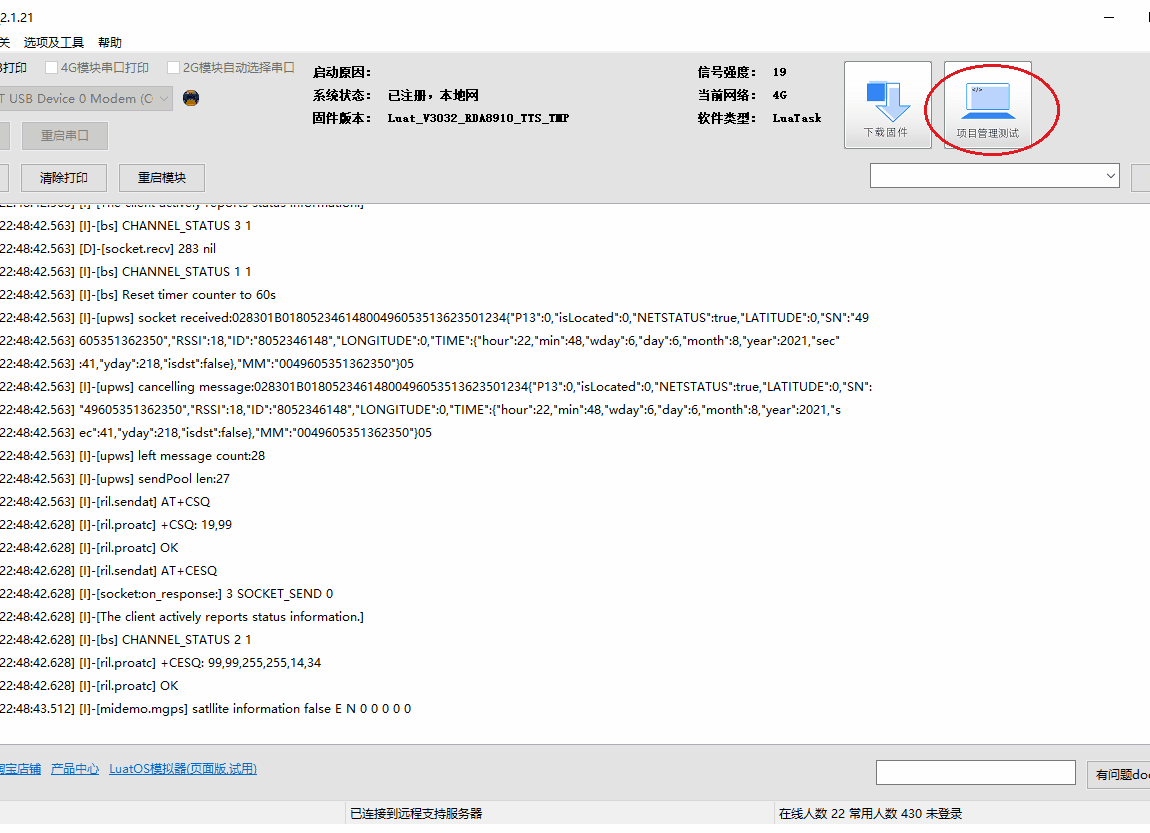 2.1.21
关 选项及工具 帮助
打印 4G模块串口打印 2G模块自动选择串口
T USB Device 0 Modem (C
重启串口
清除打印 重启模块
启动原因：
系统状态： 已注册，本地网
固件版本： Luat_V3032_RDA8910_TTS_TMP
信号强度： 19
当前网络： 4G
软件类型： LuaTask
下载固件
</>
项目管理测试
22:48:42.563] [I]-[The client actively reports status information.]
22:48:42.563] [I]-[bs] CHANNEL_STATUS 3 1
22:48:42.563] [D]-[socket.recv] 283 nil
22:48:42.563] [I]-[bs] CHANNEL_STATUS 1 1
22:48:42.563] [I]-[bs] Reset timer counter to 60s
22:48:42.563] [I]-[upws] socket received:028301B01805234614800496053513623501234{"P13":0,"isLocated":0,"NETSTATUS":true,"LATITUDE":0,"SN":"49
22:48:42.563] 605351362350","RSSI":18,"ID":"8052346148","LONGITUDE":0,"TIME":{"hour":22,"min":48,"wday":6,"day":6,"month":8,"year":2021,"sec"
22:48:42.563] :41,"yday":218,"isdst":false},"MM":"0049605351362350"}05
22:48:42.563] [I]-[upws] cancelling message:028301B01805234614800496053513623501234{"P13":0,"isLocated":0,"NETSTATUS":true,"LATITUDE":0,"SN":
22:48:42.563] "49605351362350","RSSI":18,"ID":"8052346148","LONGITUDE":0,"TIME":{"hour":22,"min":48,"wday":6,"day":6,"month":8,"year":2021,"s
22:48:42.563] ec":41,"yday":218,"isdst":false},"MM":"0049605351362350"}05
22:48:42.563] [I]-[upws] left message count:28
22:48:42.563] [I]-[upws] sendPool len:27
22:48:42.563] [I]-[ril.sendat] AT+CSQ
22:48:42.628] [I]-[ril.proatc] +CSQ: 19,99
22:48:42.628] [I]-[ril.proatc] OK
22:48:42.628] [I]-[ril.sendat] AT+CESQ
22:48:42.628] [I]-[socket:on_response:] 3 SOCKET_SEND 0
22:48:42.628] [I]-[The client actively reports status information.]
22:48:42.628] [I]-[bs] CHANNEL_STATUS 2 1
22:48:42.628] [I]-[ril.proatc] +CESQ: 99,99,255,255,14,34
22:48:42.628] [I]-[ril.proatc] OK
22:48:43.512] [I]-[midemo.mgps] satllite information false E N 0 0 0 0 0
宝店铺 产品中心 LuatOS模拟器(页面版,试用)
有问题doc
已连接到远程支持服务器 在线人数 22 常用人数 430 未登录